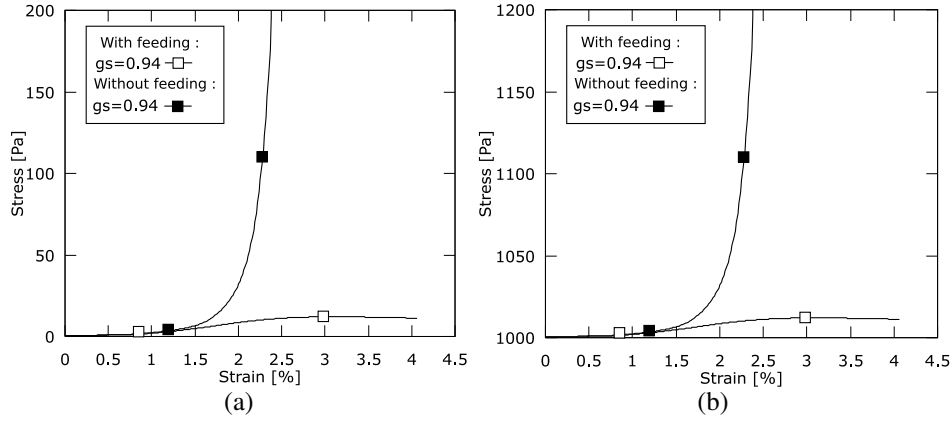 200
150
100
50
0
Stress [Pa]
With feeding :
gs=0.94
Without feeding :
gs=0.94
0 0.5 1 1.5 2 2.5 3 3.5 4 4.5
Strain [%]
(a)
1200
1150
1100
1050
1000
Stress [Pa]
With feeding :
gs=0.94
Without feeding :
gs=0.94
0 0.5 1 1.5 2 2.5 3 3.5 4 4.5
Strain [%]
(b)